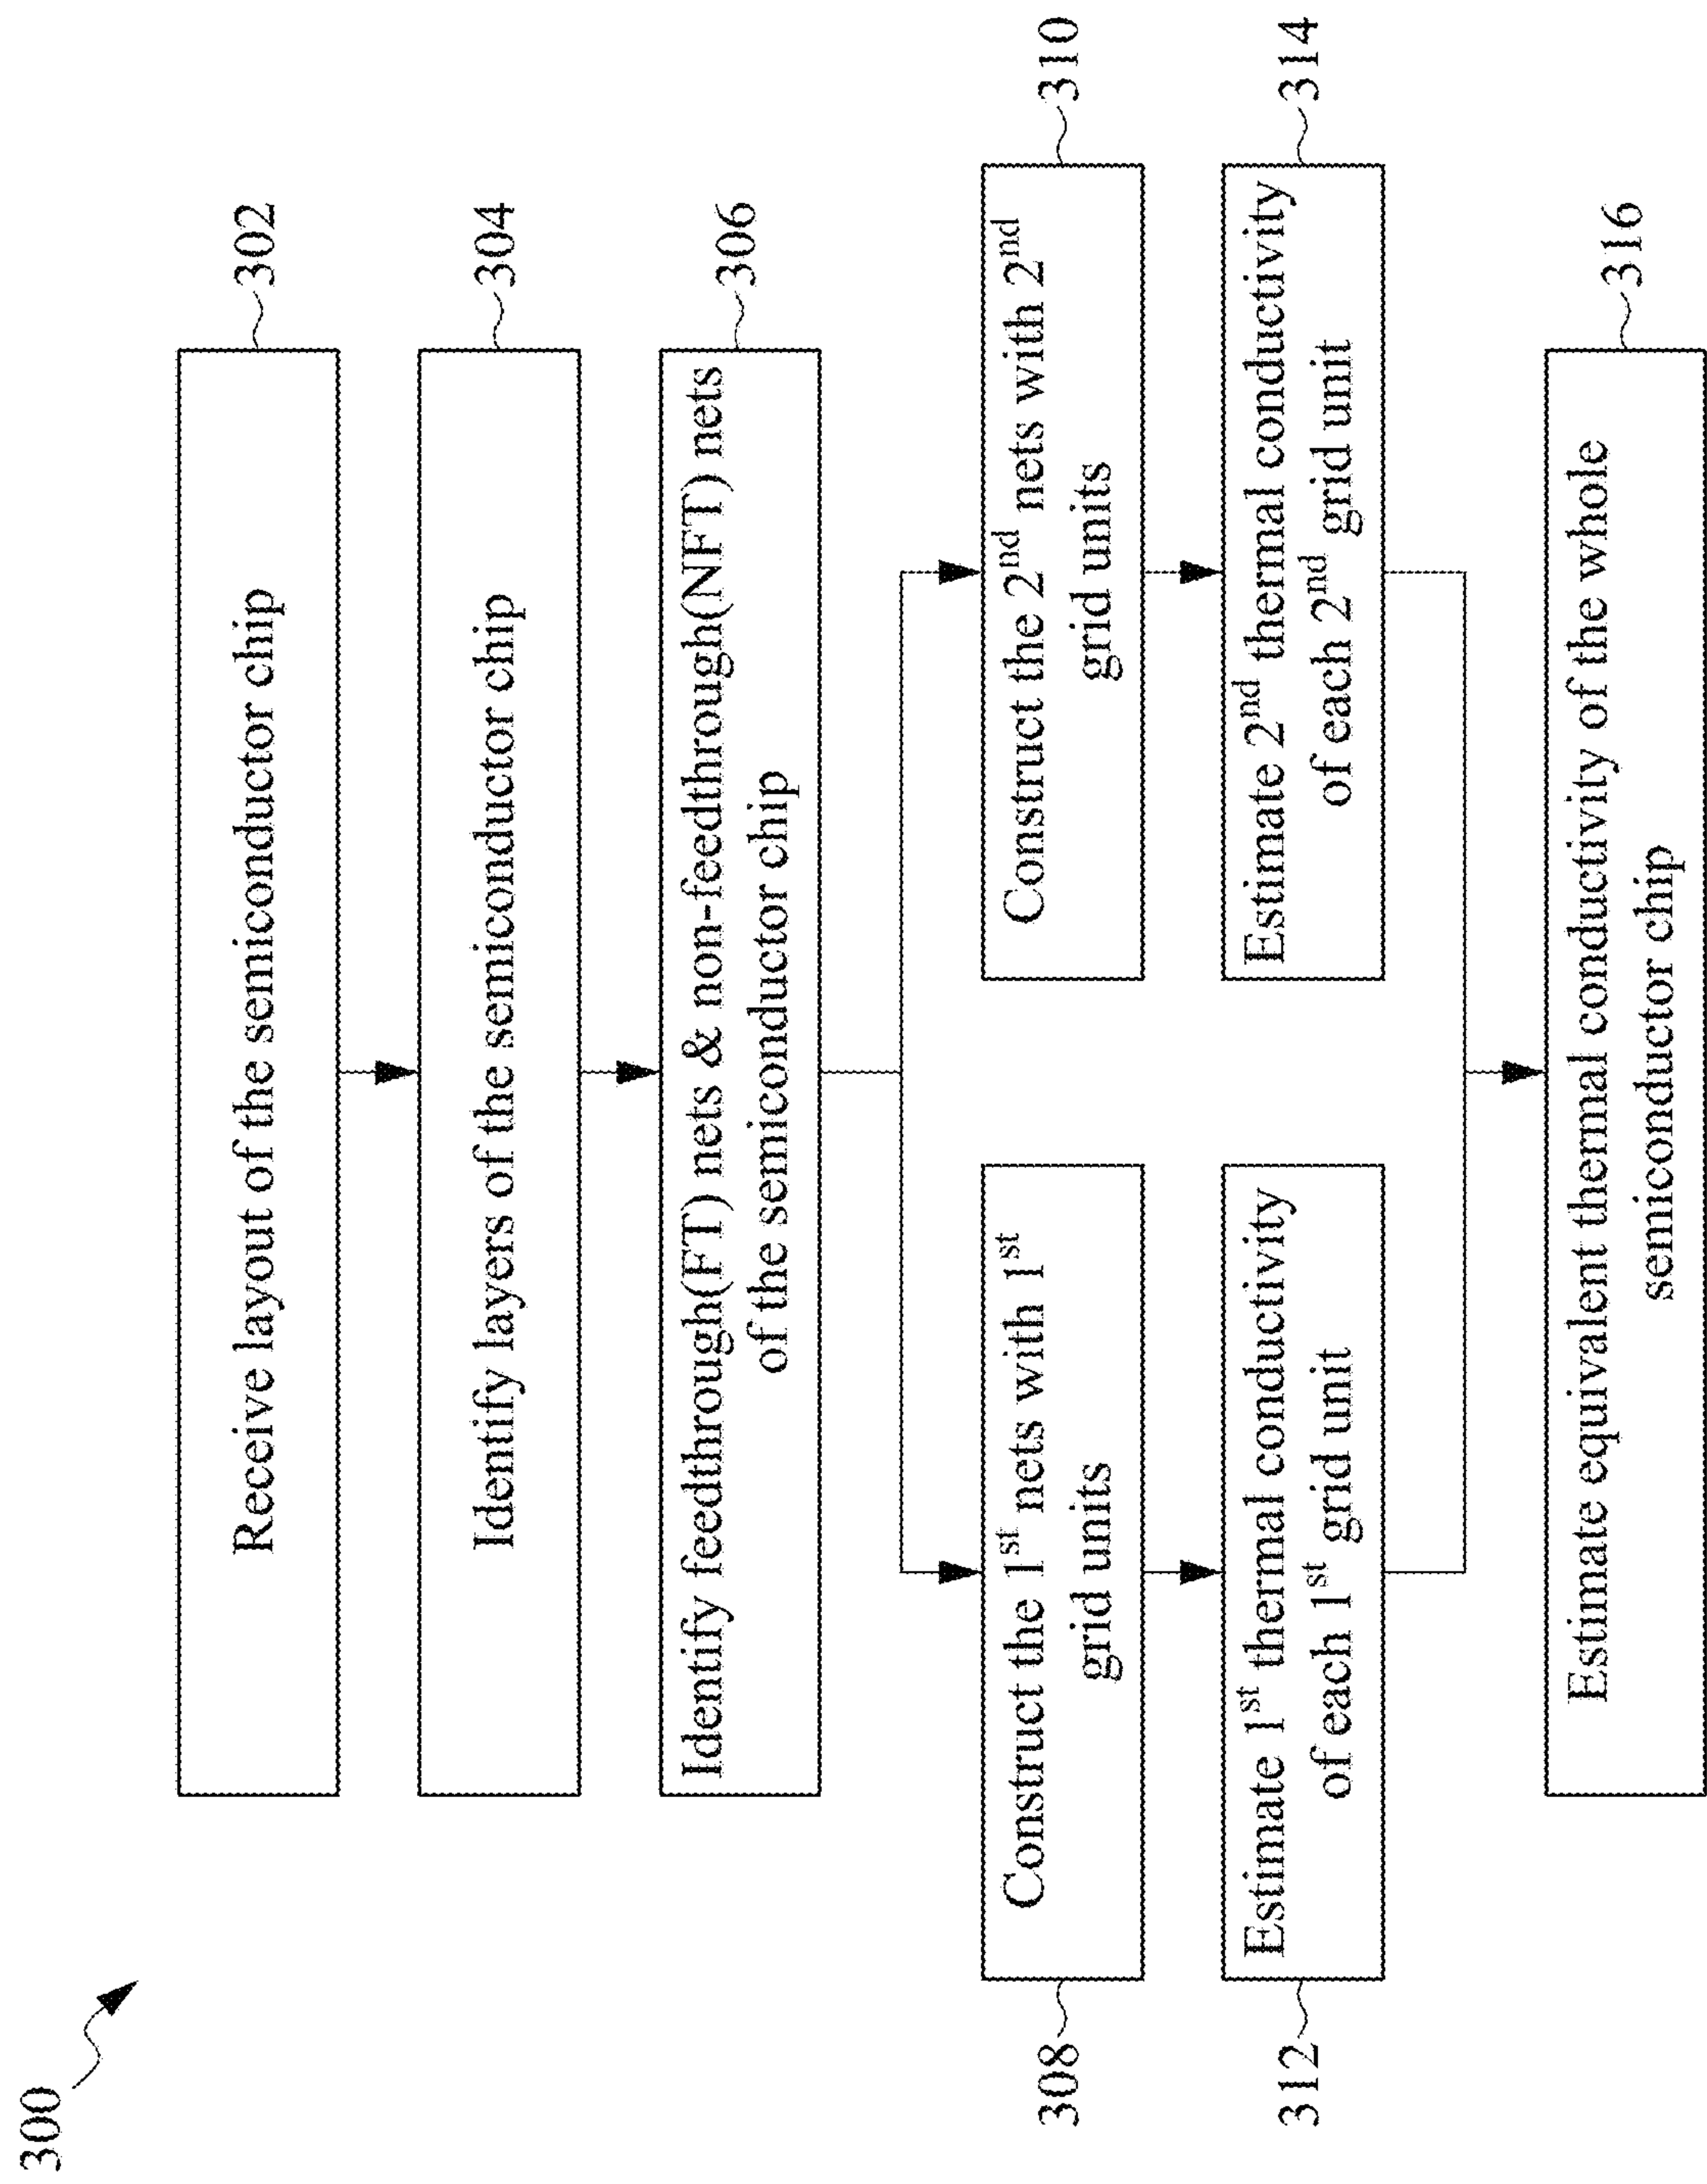 300
Receive layout of the semiconductor chip
302
Identify layers of the semiconductor chip
304
Identify feedthrough(FT) nets & non-feedthrough(NFT) nets
of the semiconductor chip
306
Construct the 1st nets with 1st
grid units
308
Construct the 2nd nets with 2nd
grid units
310
Estimate 1st thermal conductivity
of each 1st grid unit
312
Estimate 2nd thermal conductivity
of each 2nd grid unit
314
Estimate equivalent thermal conductivity of the whole
semiconductor chip
316